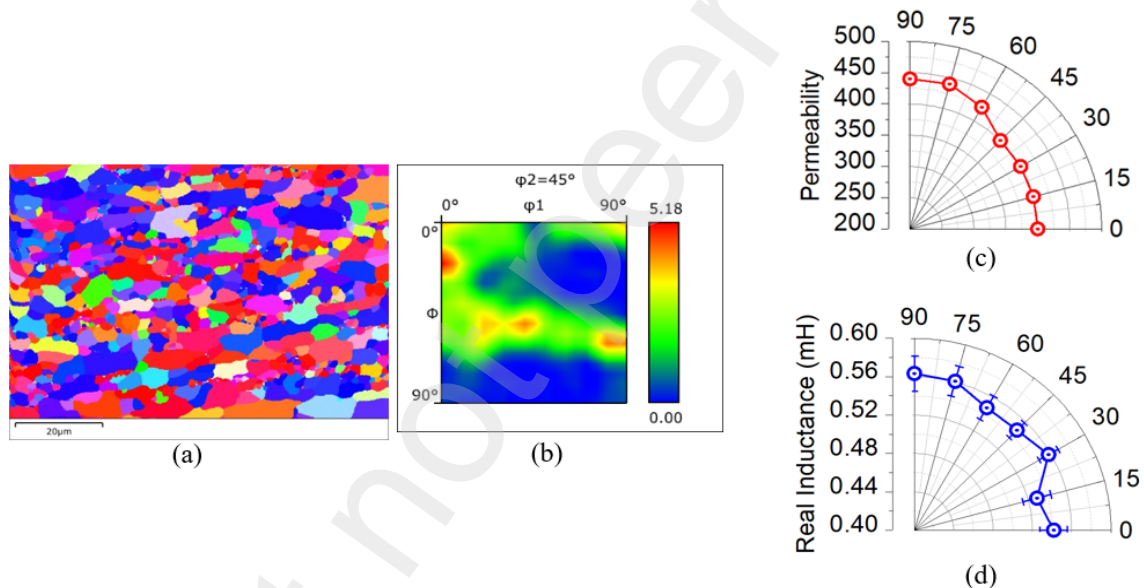 20µm
(a)
φ2=45°
0° φ1 90°
0°
Φ
90°
5.18
0.00
(b)
Permeability
500
450
400
350
300
250
200
90
75
60
45
30
15
0
(c)
Real Inductance (mH)
0.60
0.56
0.52
0.48
0.44
0.40
90
75
60
45
30
15
0
(d)
not peer